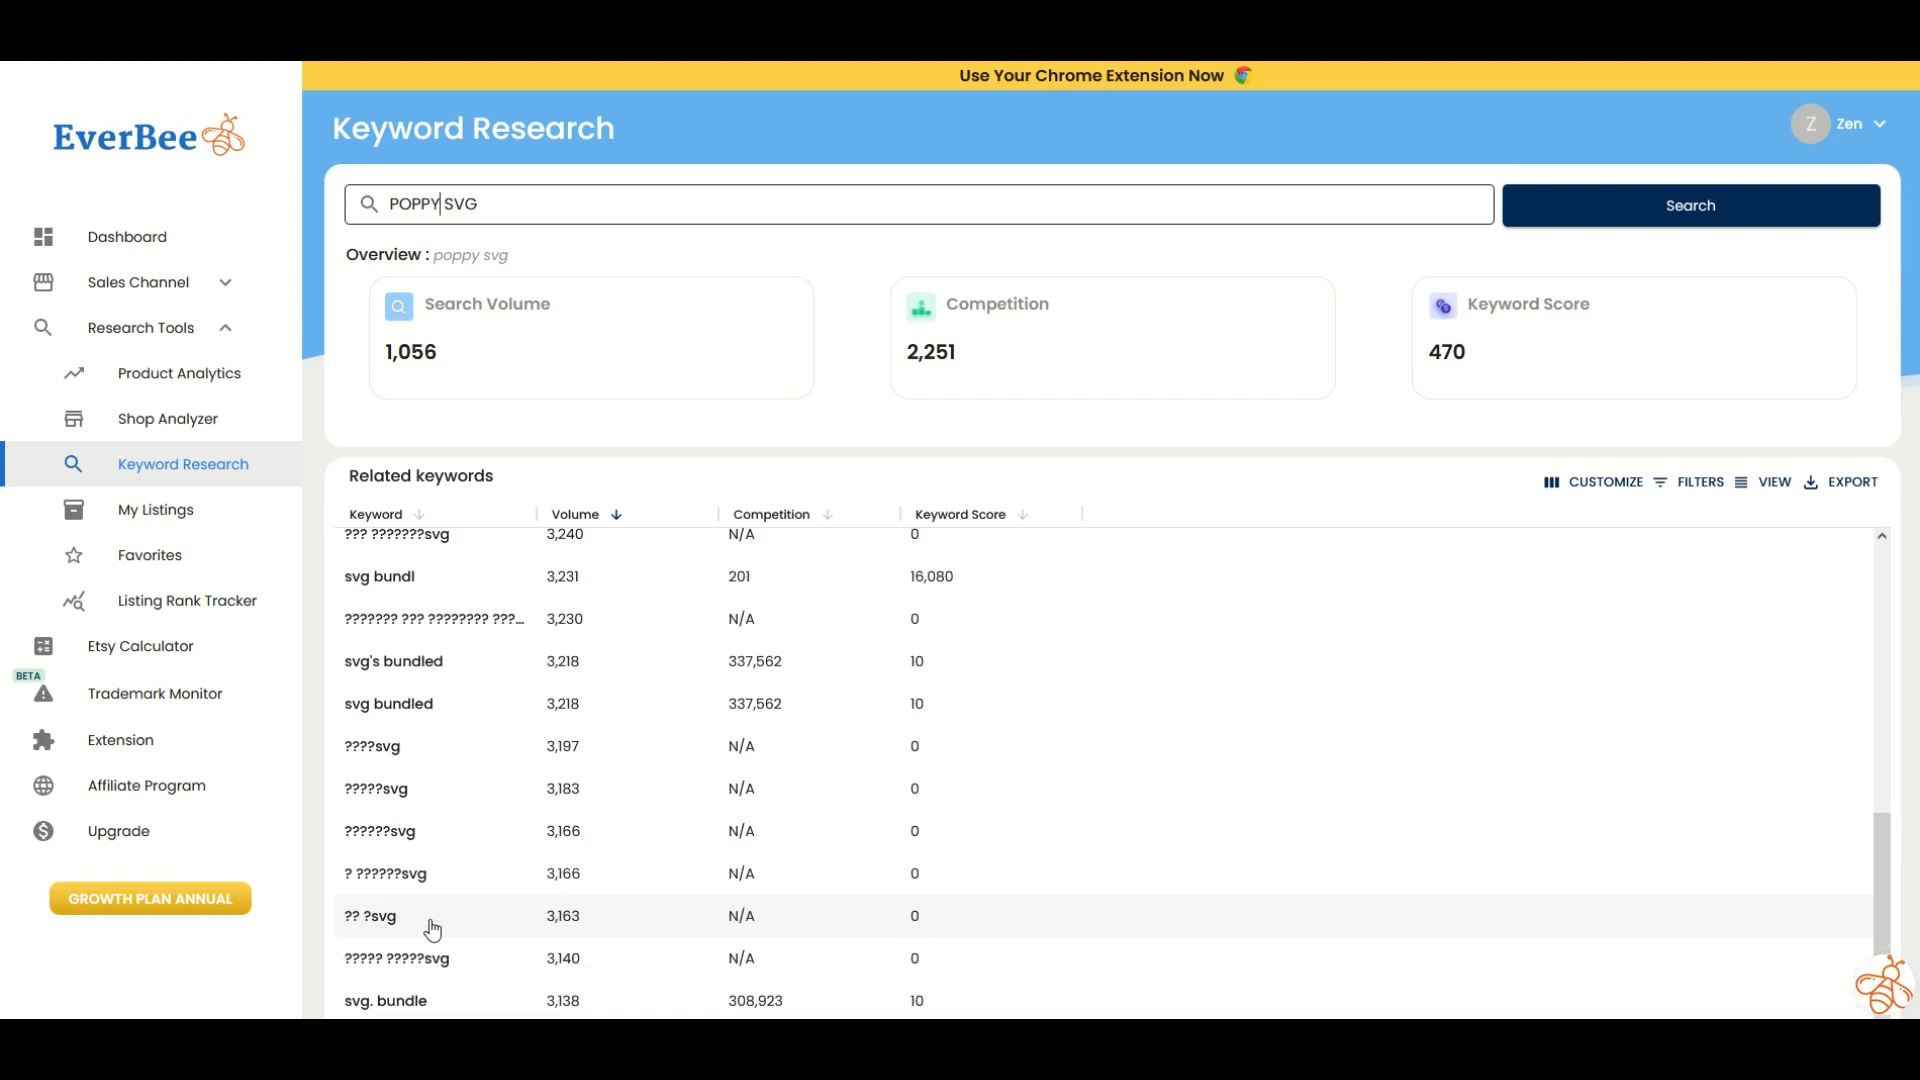 Use Your Chrome Extension Now
EverBee
Keyword Research
Z
Zen
POPPY SVG
Search
Overview : poppy svg
Search Volume
1,056
Competition
2,251
Keyword Score
470
Dashboard
Sales Channel
Research Tools
Product Analytics
Shop Analyzer
Keyword Research
My Listings
Favorites
Listing Rank Tracker
Etsy Calculator
BETA
Trademark Monitor
Extension
Affiliate Program
Upgrade
GROWTH PLAN ANNUAL
Related keywords
CUSTOMIZE FILTERS VIEW EXPORT
Keyword Volume Competition Keyword Score
??? ???????svg 3,240 N/A 0
svg bundl 3,231 201 16,080
??????? ??? ???????? ???... 3,230 N/A 0
svg's bundled 3,218 337,562 10
svg bundled 3,218 337,562 10
????svg 3,197 N/A 0
?????svg 3,183 N/A 0
??????svg 3,166 N/A 0
? ??????svg 3,166 N/A 0
?? ?svg 3,163 N/A 0
????? ?????svg 3,140 N/A 0
svg. bundle 3,138 308,923 10